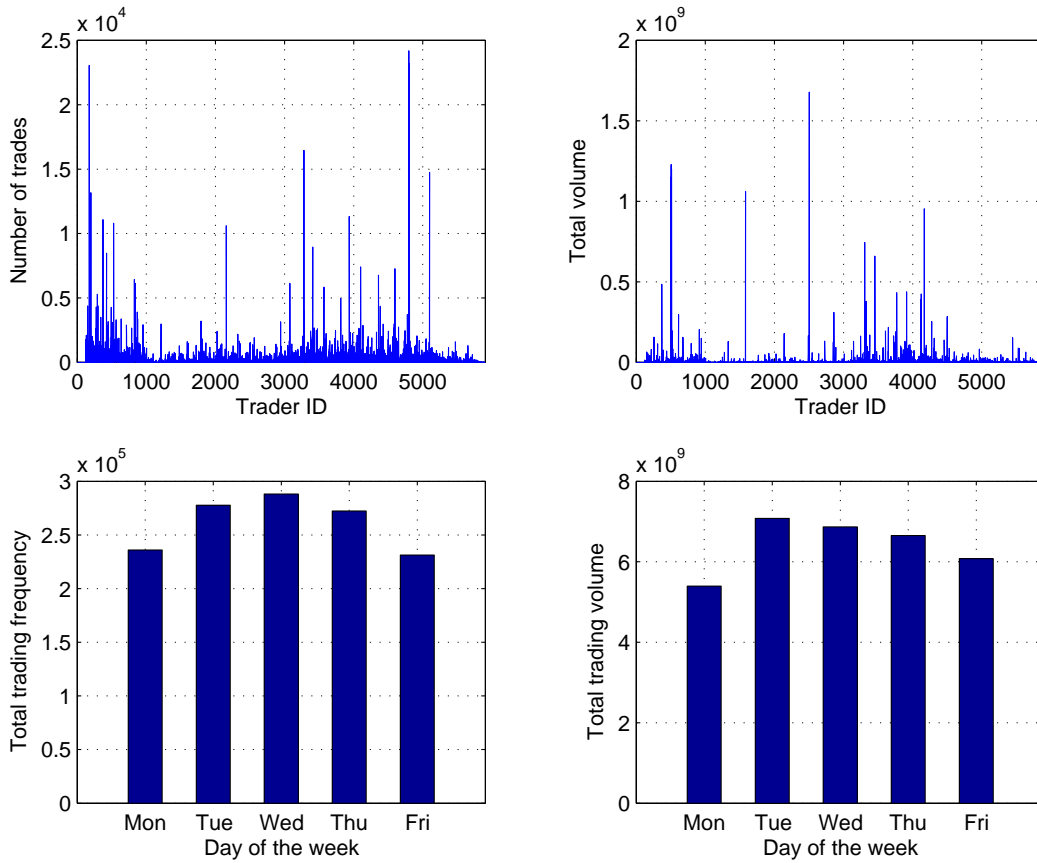 x 10^4
2.5
2
1.5
1
0.5
0
0 1000 2000 3000 4000 5000
Number of trades
Trader ID
x 10^9
2
1.5
1
0.5
0
0 1000 2000 3000 4000 5000
Total volume
Trader ID
x 10^5
3
2.5
2
1.5
1
0.5
0
Mon Tue Wed Thu Fri
Total trading frequency
Day of the week
x 10^9
8
6
4
2
0
Mon Tue Wed Thu Fri
Total trading volume
Day of the week